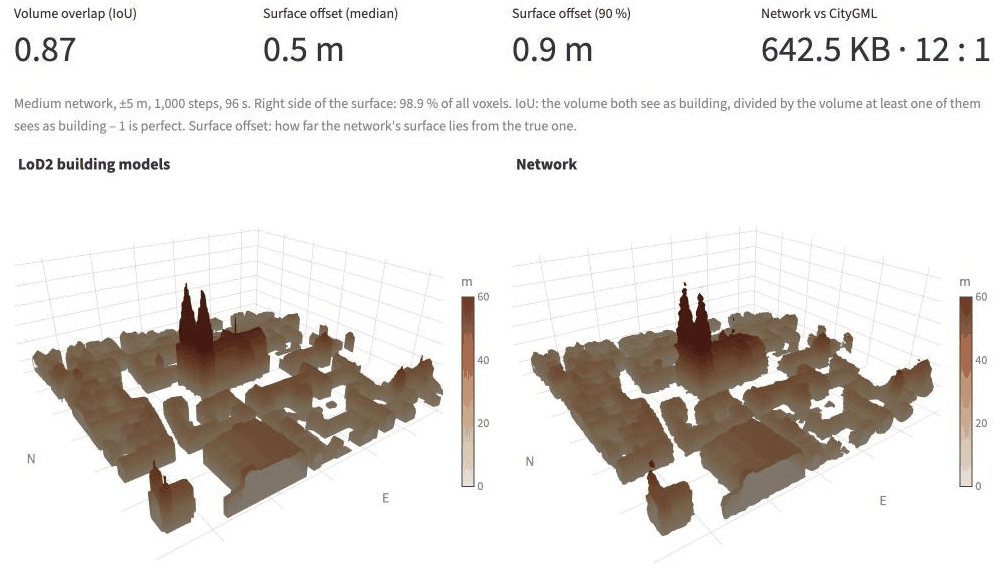 Volume overlap (IoU)
Surface offset (median)
Surface offset (90 %)
Network vs CityGML
0.87
0.5 m
0.9 m
642.5 KB · 12 : 1
Medium network, ±5 m, 1,000 steps, 96 s. Right side of the surface: 98.9 % of all voxels. IoU: the volume both see as building, divided by the volume at least one of them
sees as building – 1 is perfect. Surface offset: how far the network's surface lies from the true one.
LoD2 building models
Network
m
60
40
20
0
N
E
m
60
40
20
0
N
E